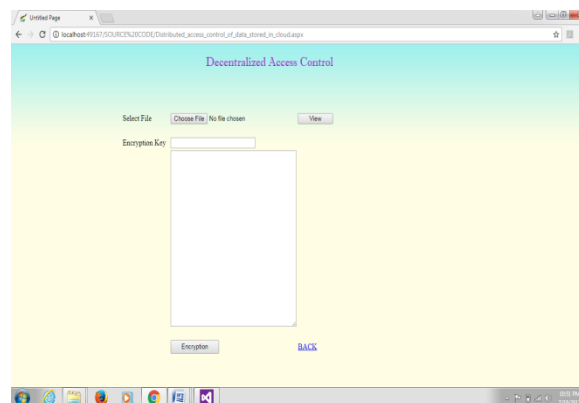 Untitled Page
localhost:49167/SOURCE%20CODE/Distributed_access_control_of_data_stored_in_cloud.aspx
Decentralized Access Control
Select File Choose File No file chosen View
Encryption Key
Encryption BACK